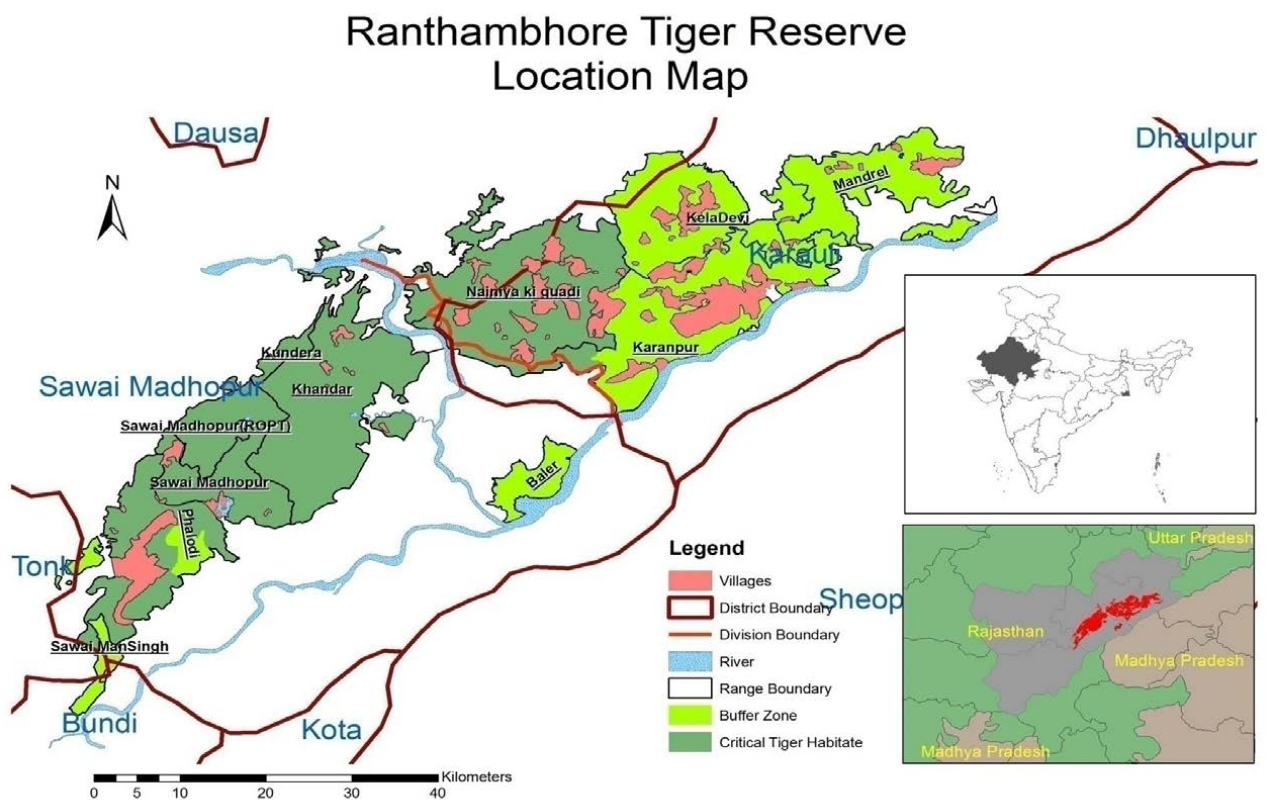 Ranthambhore Tiger Reserve
Location Map
Dausa
Dhaulpur
N
Mandrel
KelaDevi
Karauli
Naniya ki quadi
Karanpur
Kundera
Sawai Madhopur
Khandar
Sawai Madhopur(ROPT)
Sawai Madhopur
Baler
Phalodi
Tonk
Sawai ManSingh
Bundi
Kota
Sheop
Legend
Villages
District Boundary
Division Boundary
River
Range Boundary
Buffer Zone
Critical Tiger Habitate
Uttar Pradesh
Rajasthan
Madhya Pradesh
Madhya Pradesh
Kilometers
0 5 10 20 30 40